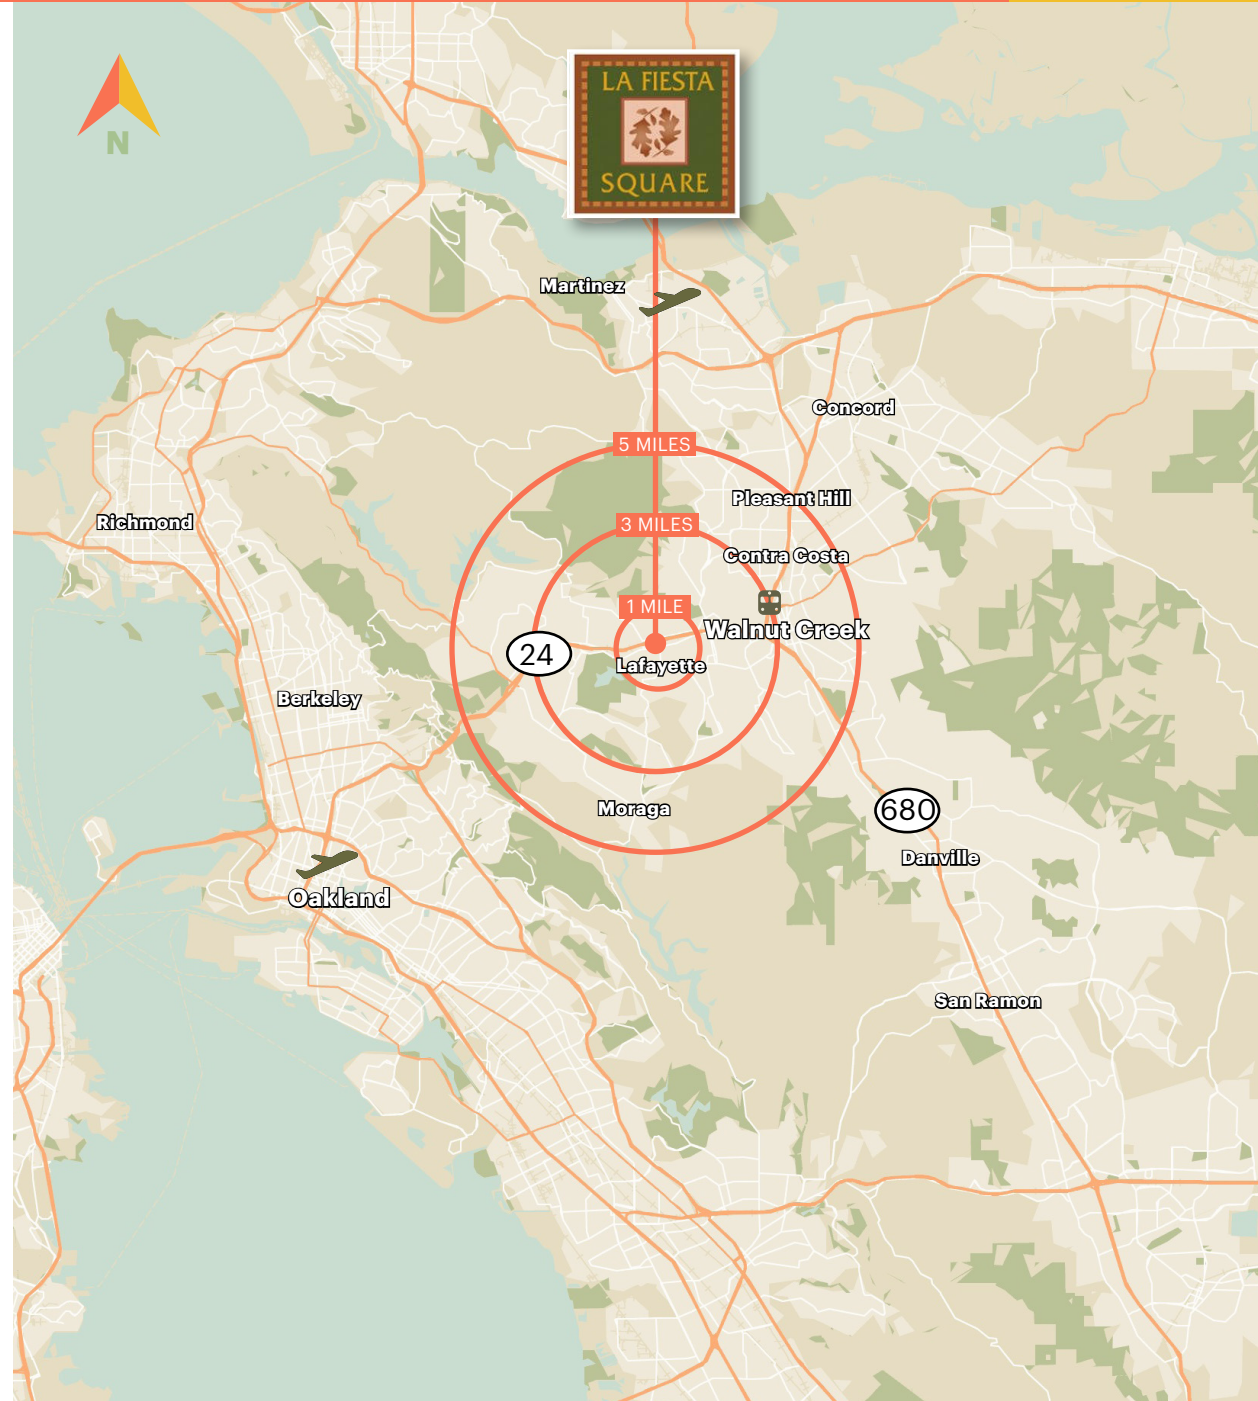 LA FIESTA
SQUARE
N
Martinez
Concord
5 MILES
Pleasant Hill
3 MILES
Richmond
Contra Costa
1 MILE
Walnut Creek
24
Lafayette
Berkeley
Moraga
680
Danville
Oakland
San Ramon